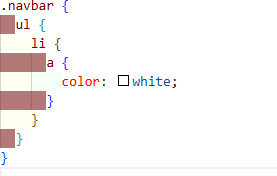 .navbar {
  ul {
    li {
      a {
        color: white;
      }
    }
  }
}